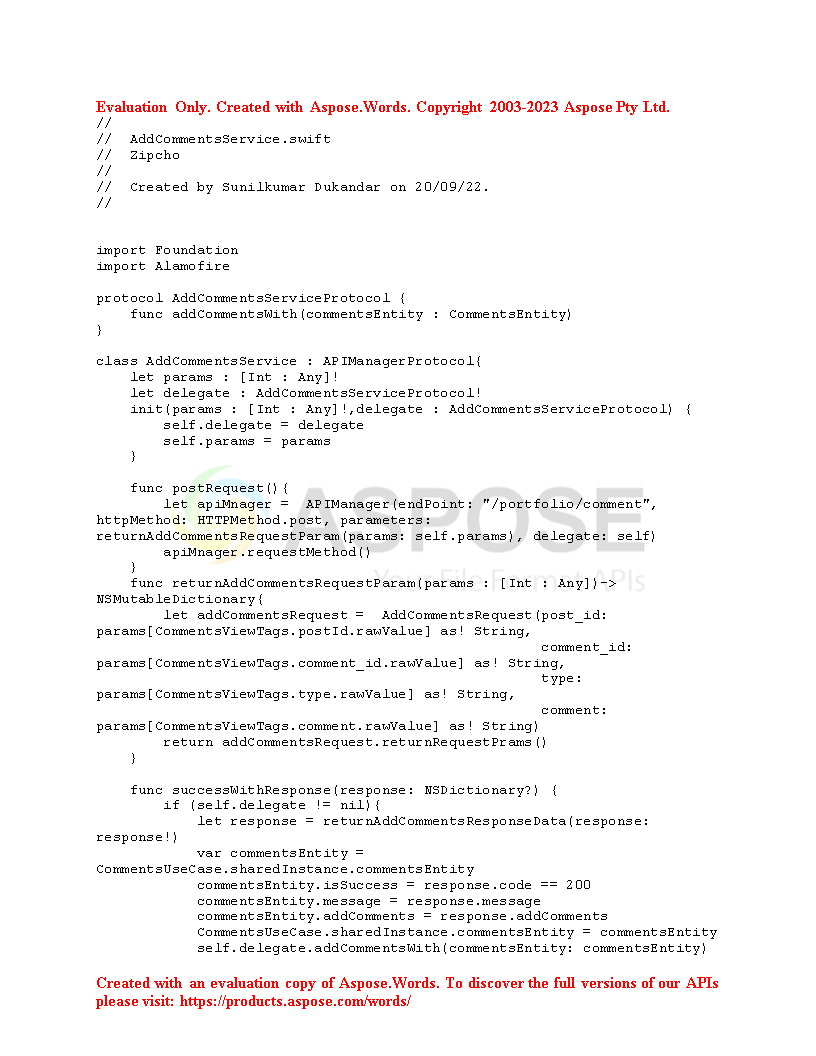 Evaluation Only. Created with Aspose.Words. Copyright 2003-2023 Aspose Pty Ltd.
//
//  AddCommentsService.swift
//  Zipcho
//
//  Created by Sunilkumar Dukandar on 20/09/22.
//
import Foundation
import Alamofire
protocol AddCommentsServiceProtocol {
    func addCommentsWith(commentsEntity : CommentsEntity)
}
class AddCommentsService : APIManagerProtocol{
    let params : [Int : Any]!
    let delegate : AddCommentsServiceProtocol!
    init(params : [Int : Any]!,delegate : AddCommentsServiceProtocol) {
        self.delegate = delegate
        self.params = params
    }
    func postRequest(){
        let apiMnager =  APIManager(endPoint: "/portfolio/comment",
httpMethod: HTTPMethod.post, parameters:
returnAddCommentsRequestParam(params: self.params), delegate: self)
        apiMnager.requestMethod()
    }
    func returnAddCommentsRequestParam(params : [Int : Any])->
NSMutableDictionary{
        let addCommentsRequest =  AddCommentsRequest(post_id:
params[CommentsViewTags.postId.rawValue] as! String,
                                                     comment_id:
params[CommentsViewTags.comment_id.rawValue] as! String,
                                                     type:
params[CommentsViewTags.type.rawValue] as! String,
                                                     comment:
params[CommentsViewTags.comment.rawValue] as! String)
        return addCommentsRequest.returnRequestPrams()
    }
    func successWithResponse(response: NSDictionary?) {
        if (self.delegate != nil){
            let response = returnAddCommentsResponseData(response:
response!)
            var commentsEntity =
CommentsUseCase.sharedInstance.commentsEntity
            commentsEntity.isSuccess = response.code == 200
            commentsEntity.message = response.message
            commentsEntity.addComments = response.addComments
            CommentsUseCase.sharedInstance.commentsEntity = commentsEntity
            self.delegate.addCommentsWith(commentsEntity: commentsEntity)
ASPOSE
Your File Format APIs
Created with an evaluation copy of Aspose.Words. To discover the full versions of our APIs
please visit: https://products.aspose.com/words/